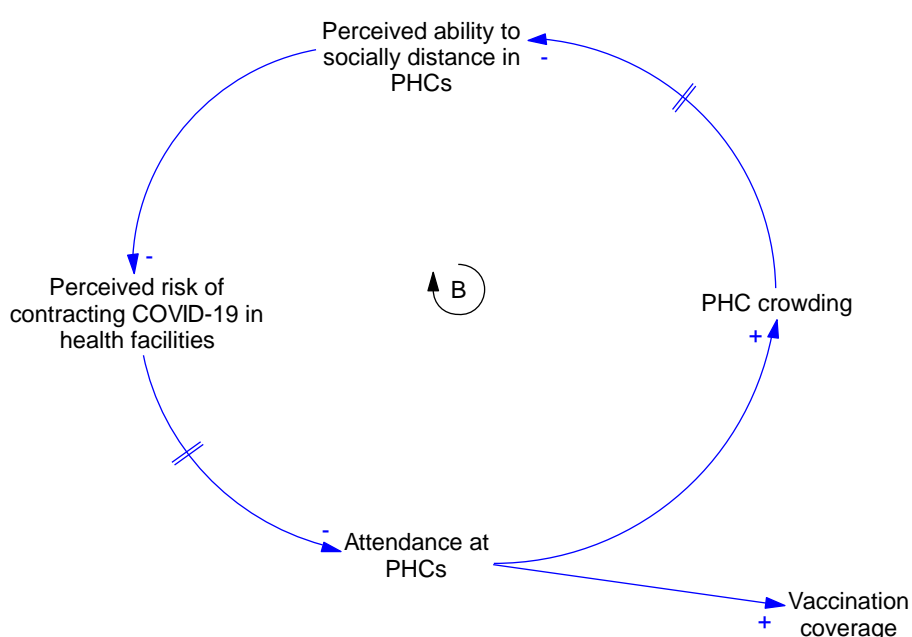 Perceived ability to
socially distance in
PHCs
-
-
Perceived risk of
contracting COVID-19 in
health facilities
B
PHC crowding
+
-
Attendance at
PHCs
Vaccination
+
coverage